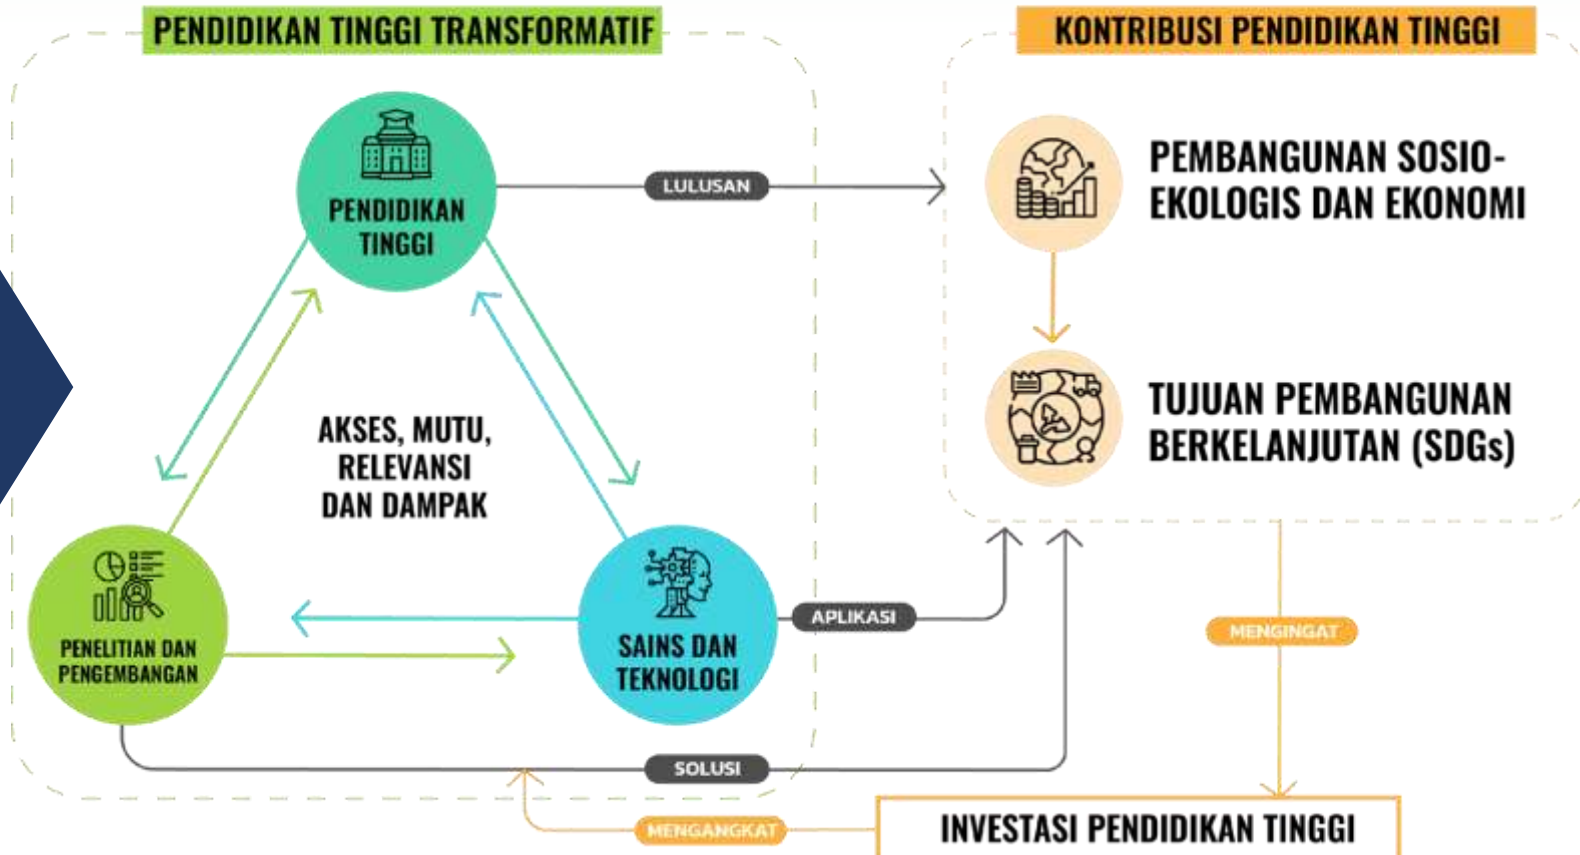 PENDIDIKAN TINGGI TRANSFORMATIF
KONTRIBUSI PENDIDIKAN TINGGI
PENDIDIKAN
TINGGI
LULUSAN
PEMBANGUNAN SOSIO-
EKOLOGIS DAN EKONOMI
AKSES, MUTU,
RELEVANSI
DAN DAMPAK
TUJUAN PEMBANGUNAN
BERKELANJUTAN (SDGs)
PENELITIAN DAN
PENGEMBANGAN
SAINS DAN
TEKNOLOGI
APLIKASI
MENGINGAT
SOLUSI
MENGANGKAT
INVESTASI PENDIDIKAN TINGGI